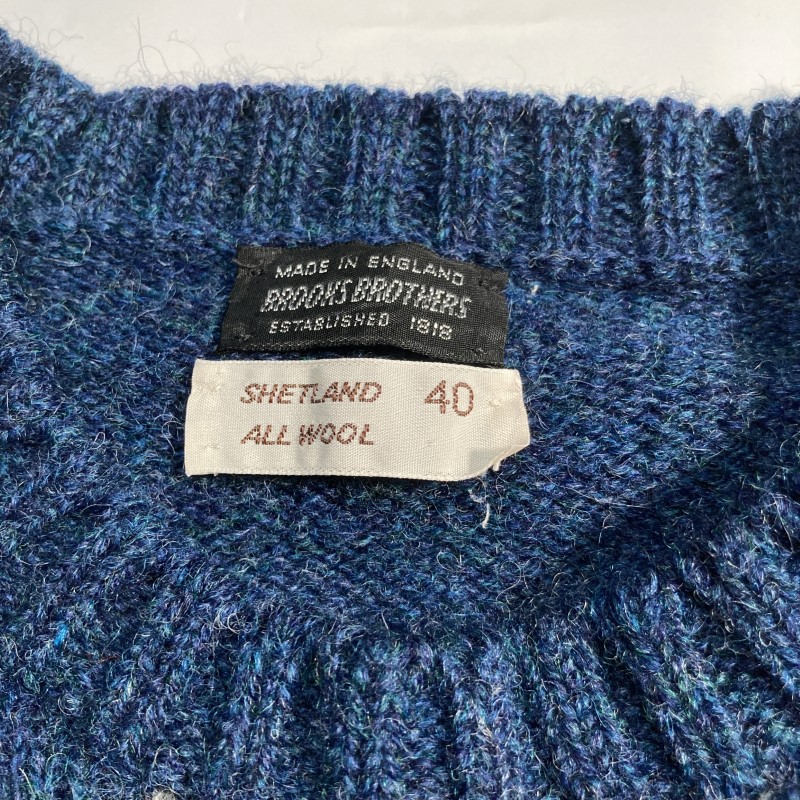 MADE IN ENGLAND
BROOKS BROTHERS
ESTABLISHED 1818
SHETLAND 40
ALL WOOL